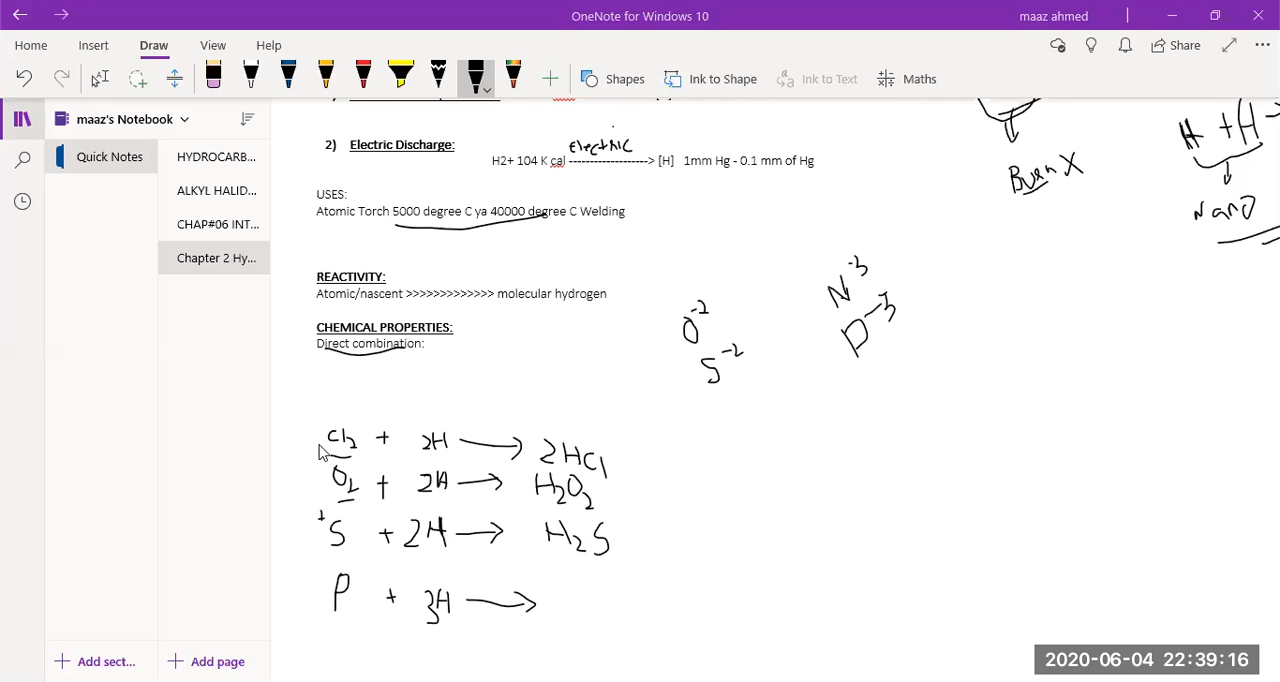 OneNote for Windows 10
maaz ahmed
Home Insert Draw View Help
Share
Shapes Ink to Shape Ink to Text Maths
maaz's Notebook
Quick Notes
HYDROCARB...
ALKYL HALID...
CHAP#06 INT...
Chapter 2 Hy...
Add sect... Add page
2) Electric Discharge:
Electric
H2+ 104 K cal --------------------> [H] 1mm Hg - 0.1 mm of Hg
USES:
Atomic Torch 5000 degree C ya 40000 degree C Welding
REACTIVITY:
Atomic/nascent >>>>>>>>>>>>> molecular hydrogen
CHEMICAL PROPERTIES:
Direct combination:
H + H
Burn X
O-2
S-2
N-3
P-3
Cl2 + 2H → 2HCl
O2 + 2H → H2O2
S + 2H → H2S
P + 3H →
2020-06-04 22:39:16